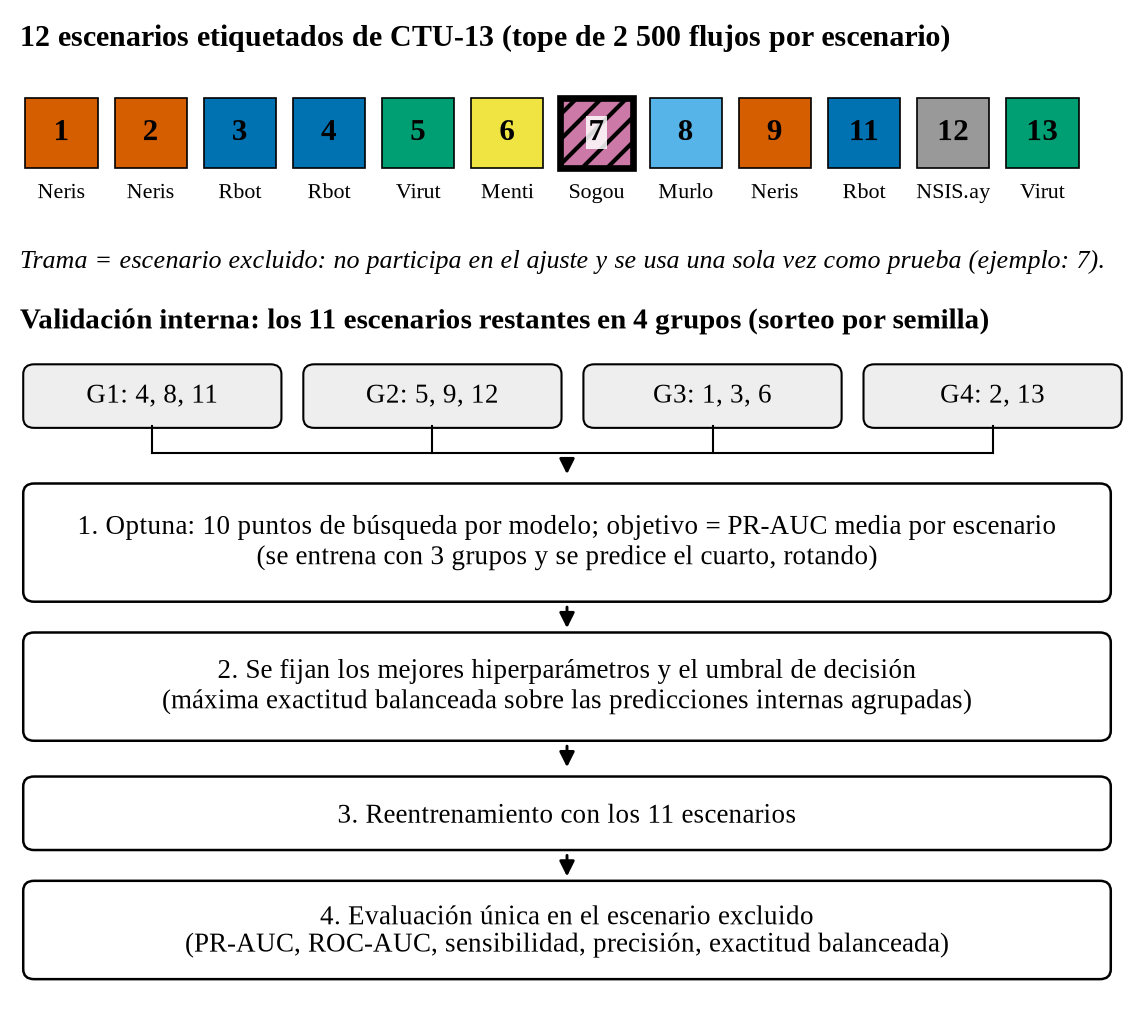 12 escenarios etiquetados de CTU-13 (tope de 2 500 flujos por escenario)
1 2 3 4 5 6 7 8 9 11 12 13
Neris Neris Rbot Rbot Virut Menti Sogou Murlo Neris Rbot NSIS.ay Virut
Trama = escenario excluido: no participa en el ajuste y se usa una sola vez como prueba (ejemplo: 7).
Validación interna: los 11 escenarios restantes en 4 grupos (sorteo por semilla)
G1: 4, 8, 11 G2: 5, 9, 12 G3: 1, 3, 6 G4: 2, 13
1. Optuna: 10 puntos de búsqueda por modelo; objetivo = PR-AUC media por escenario
(se entrena con 3 grupos y se predice el cuarto, rotando)
2. Se fijan los mejores hiperparámetros y el umbral de decisión
(máxima exactitud balanceada sobre las predicciones internas agrupadas)
3. Reentrenamiento con los 11 escenarios
4. Evaluación única en el escenario excluido
(PR-AUC, ROC-AUC, sensibilidad, precisión, exactitud balanceada)